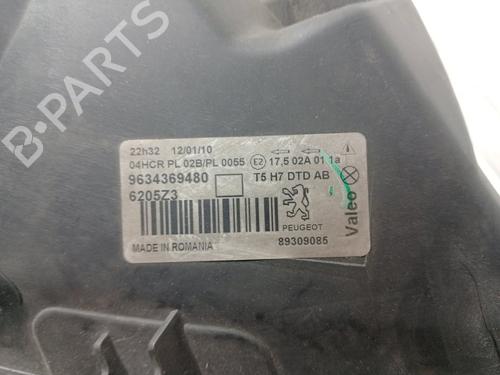 22h32 12/01/10
04HCR PL 02B/PL 0055 E2 17,5 02A 01 1a
9634369480 T5 H7 DTD AB
6205Z3
PEUGEOT
MADE IN ROMANIA 89309085
Valeo
B-PARTS